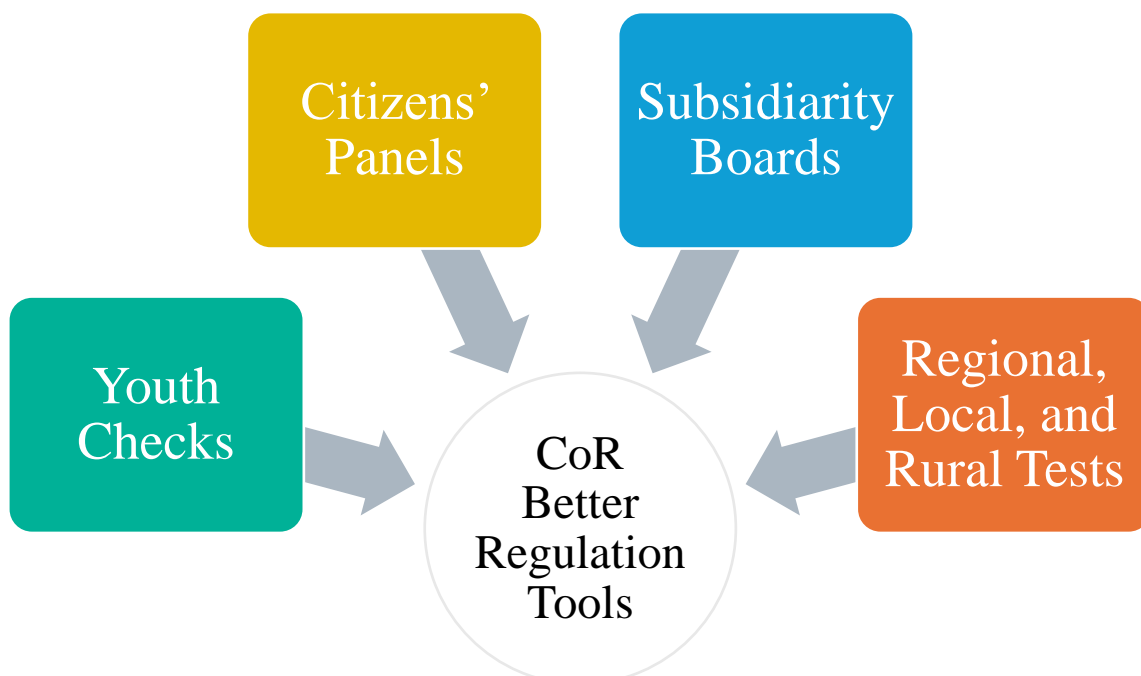 Citizens’
Panels
Subsidiarity
Boards
Youth
Checks
Regional,
Local, and
Rural Tests
CoR
Better
Regulation
Tools